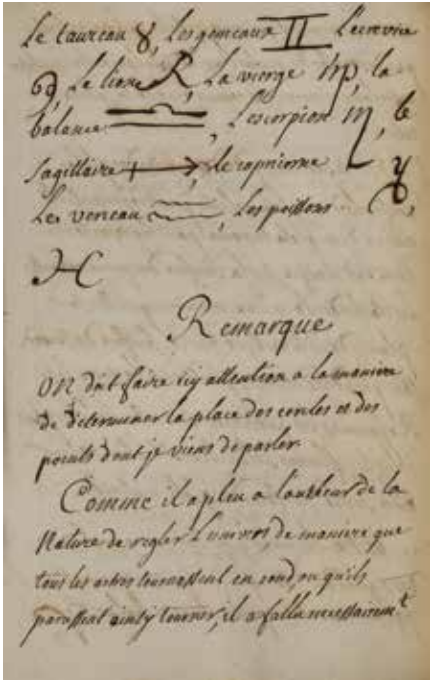 Le taureau ♉, Les gemeaux ♊ L'ecrevice
♋, Le lion ♌, La vierge ♍, la
balance ♎, L'escorpion ♏, le
sagittaire ♐, le capricorne ♑,
Le verseau ♒, Les poissons
♓
Remarque
on doit faire icy attention a la maniere
de determiner la place des cercles et des
points dont je viens de parler.
Comme il a pleu a l'autheur de la
Nature de regler L'univers, de maniere que
tous les astres tournassent en rond ou qu'ils
parussent ainsy tourner, il a fallu necessairemt